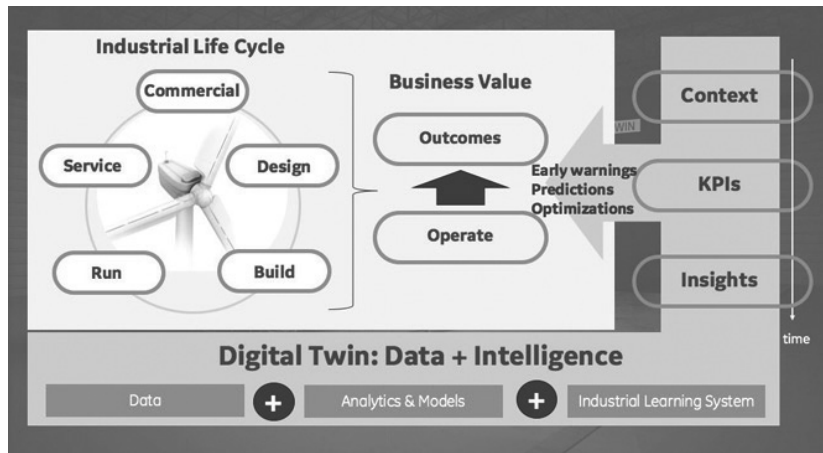 Industrial Life Cycle
Commercial
Service
Design
Run
Build
Business Value
Outcomes
Operate
Early warnings
Predictions
Optimizations
WIN
Context
KPIs
Insights
time
Digital Twin: Data + Intelligence
Data + Analytics & Models + Industrial Learning System